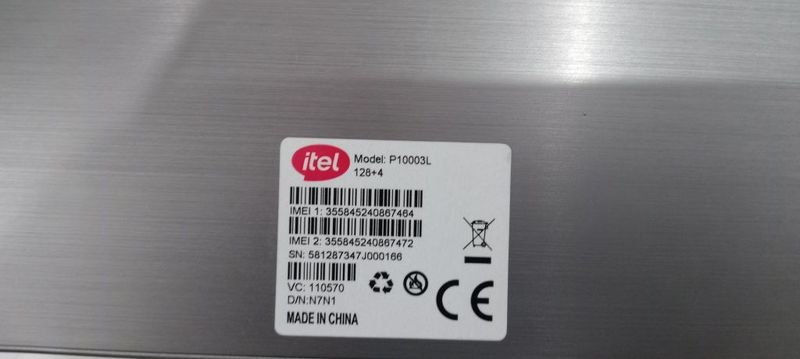 itel
Model: P10003L
128+4
IMEI 1: 355845240867464
IMEI 2: 355845240867472
SN: 581287347J000166
VC: 110570
D/N:N7N1
MADE IN CHINA
CE